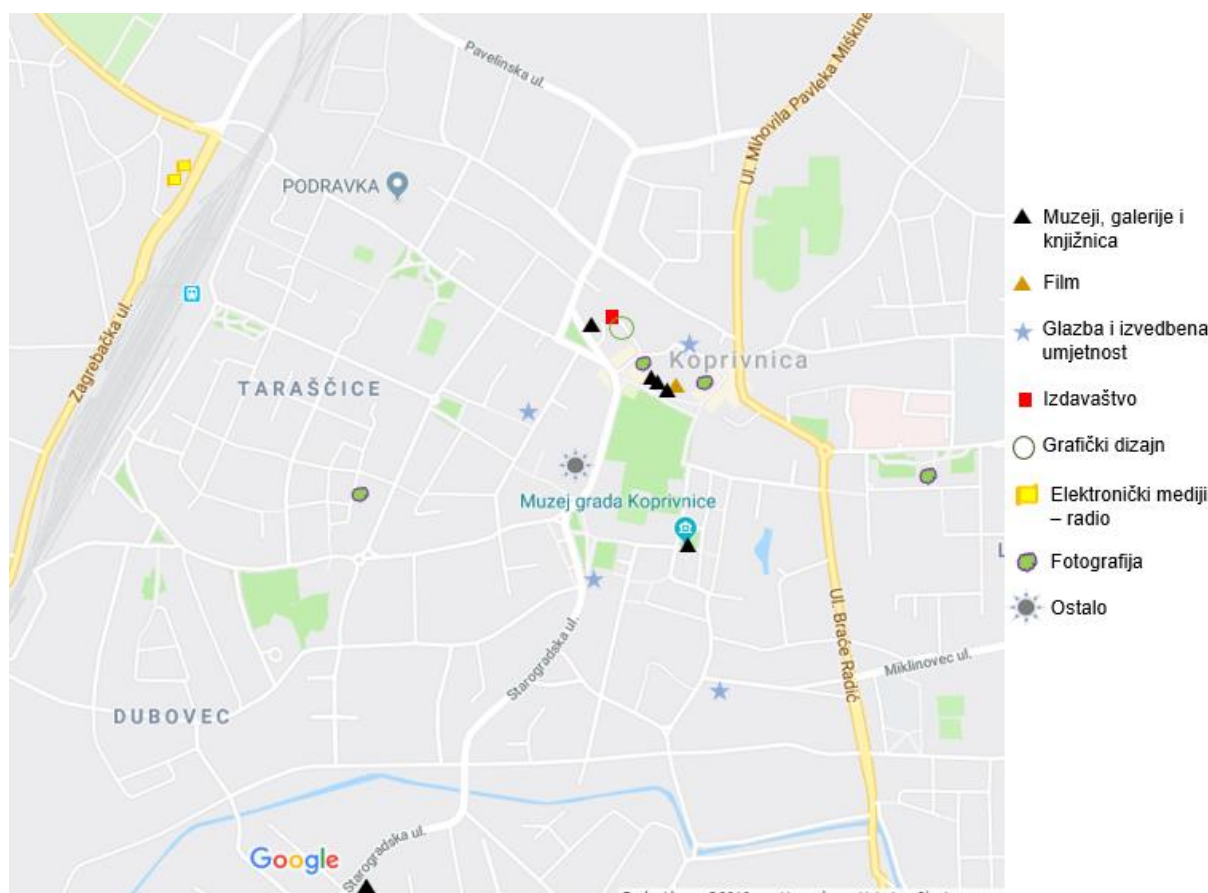 Pavelinska ul.
Ul. Mihovila Pavleka Miškine
PODRAVKA
Zagrebačka ul.
Koprivnica
TARAŠČICE
Muzej grada Koprivnice
Starogradska ul.
Ul. Braće Radić
Miklinovec ul.
DUBOVEC
Starogradska ul.
Google
Muzeji, galerije i
knjižnica
Film
Glazba i izvedbena
umjetnost
Izdavaštvo
Grafički dizajn
Elektronički mediji
– radio
Fotografija
Ostalo